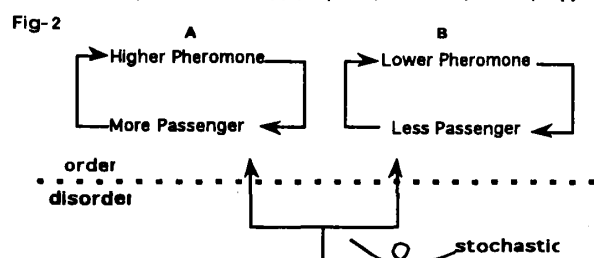 Fig-2
A B
Higher Pheromone Lower Pheromone
More Passenger Less Passenger
order
disorder
stochastic